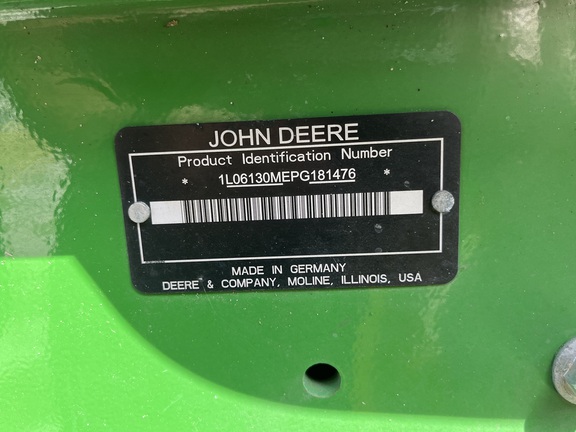 JOHN DEERE
Product Identification Number
* 1L06130MEPG181476 *
MADE IN GERMANY
DEERE & COMPANY, MOLINE, ILLINOIS, USA